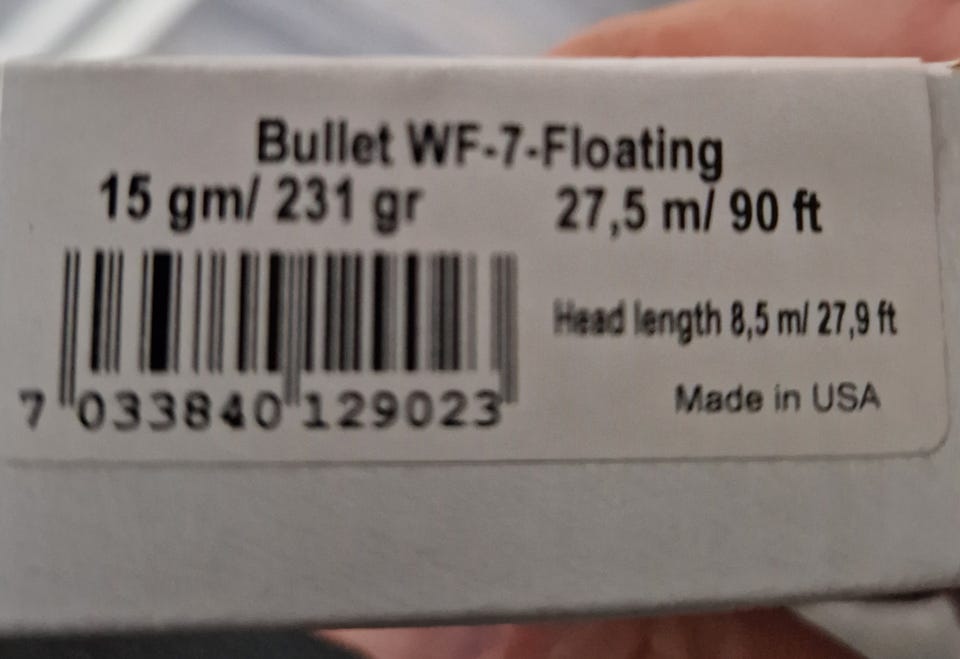 Bullet WF-7-Floating
15 gm/ 231 gr 27,5 m/ 90 ft
Head length 8,5 m/ 27,9 ft
Made in USA
7 033840 129023